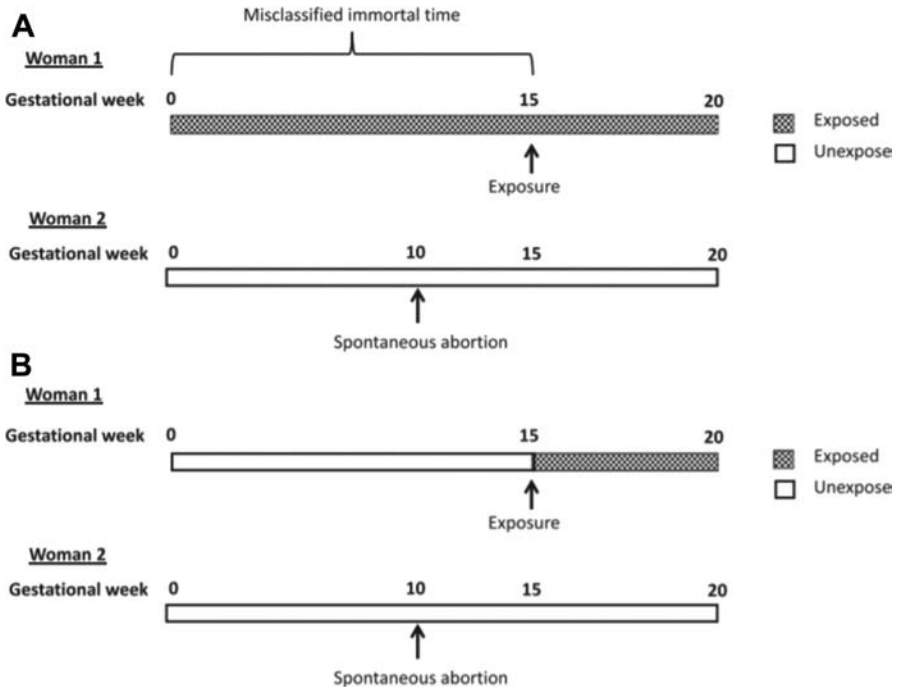 A
Misclassified immortal time
Woman 1
Gestational week 0 15 20
Exposed
Unexpose
Exposure
Woman 2
Gestational week 0 10 15 20
Spontaneous abortion
B
Woman 1
Gestational week 0 15 20
Exposed
Unexpose
Exposure
Woman 2
Gestational week 0 10 15 20
Spontaneous abortion